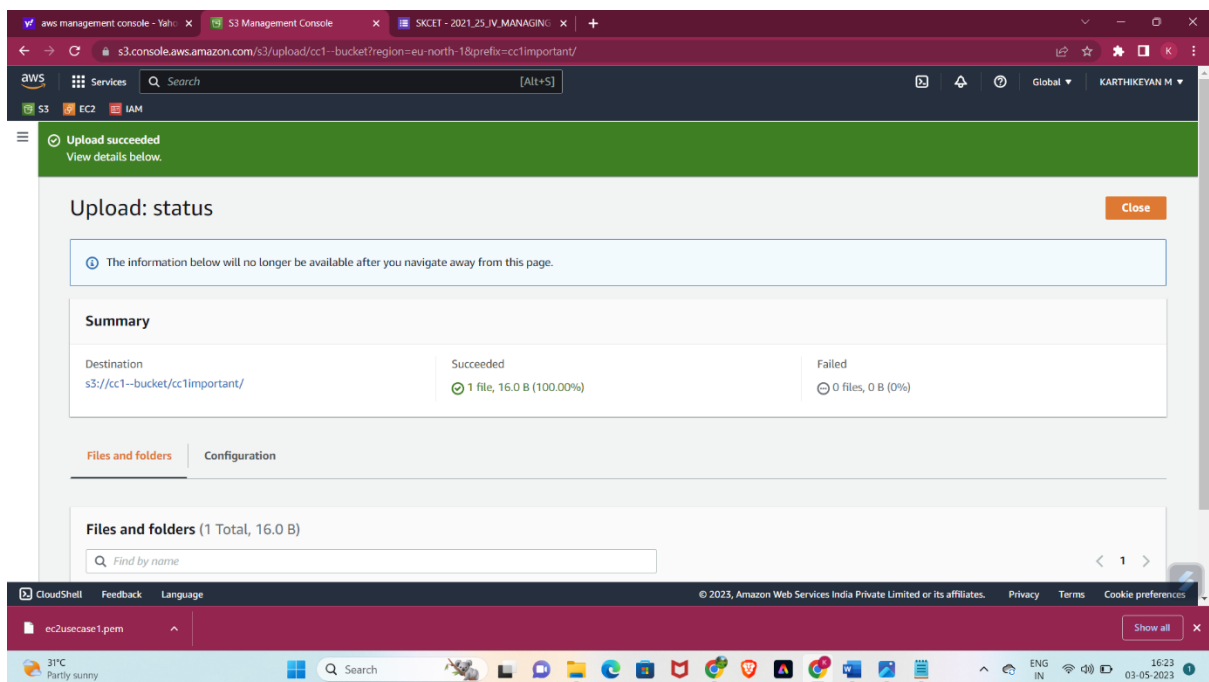 aws management console - Yaho
S3 Management Console
SKCET - 2021_25_IV_MANAGING
s3.console.aws.amazon.com/s3/upload/cc1--bucket?region=eu-north-1&prefix=cc1important/
K
aws
Services
Search
[Alt+S]
Global
KARTHIKEYAN M
S3
EC2
IAM
Upload succeeded
View details below.
Upload: status
Close
The information below will no longer be available after you navigate away from this page.
Summary
Destination
s3://cc1--bucket/cc1important/
Succeeded
1 file, 16.0 B (100.00%)
Failed
0 files, 0 B (0%)
Files and folders
Configuration
Files and folders (1 Total, 16.0 B)
Find by name
1
CloudShell
Feedback
Language
© 2023, Amazon Web Services India Private Limited or its affiliates.
Privacy
Terms
Cookie preferences
ec2usecase1.pem
Show all
31°C
Partly sunny
Search
ENG
IN
16:23
03-05-2023
1